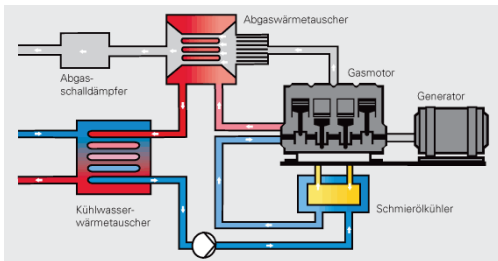 Abgaswärmetauscher
Abgas-
schalldämpfer
Gasmotor
Generator
Kühlwasser-
wärmetauscher
Schmierölkühler